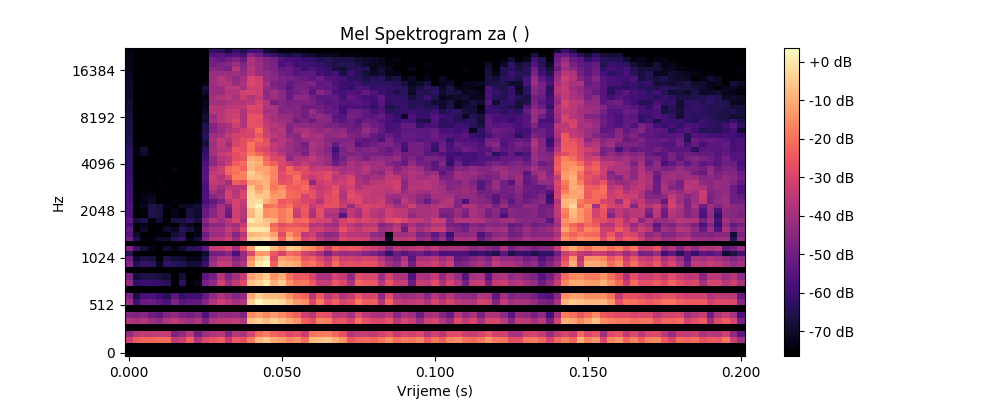 Mel Spektrogram za ( )
Hz
16384
8192
4096
2048
1024
512
0
0.000 0.050 0.100 0.150 0.200
Vrijeme (s)
+0 dB
-10 dB
-20 dB
-30 dB
-40 dB
-50 dB
-60 dB
-70 dB